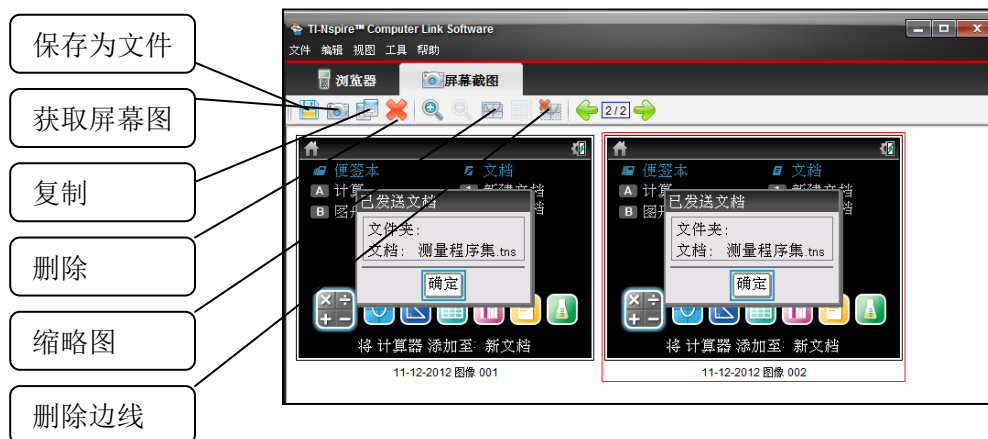 保存为文件
获取屏幕图
复制
删除
缩略图
删除边线
TI-Nspire™ Computer Link Software
文件 编辑 视图 工具 帮助
浏览器 屏幕截图
2 / 2
便签本 文档
A 计算 1 新建文档
B
已发送文档
文件夹:
文档: 测量程序集.tns
确定
将 计算器 添加至: 新文档
11-12-2012 图像 001
便签本 文档
A 计算 1 新建文档
B
已发送文档
文件夹:
文档: 测量程序集.tns
确定
将 计算器 添加至: 新文档
11-12-2012 图像 002